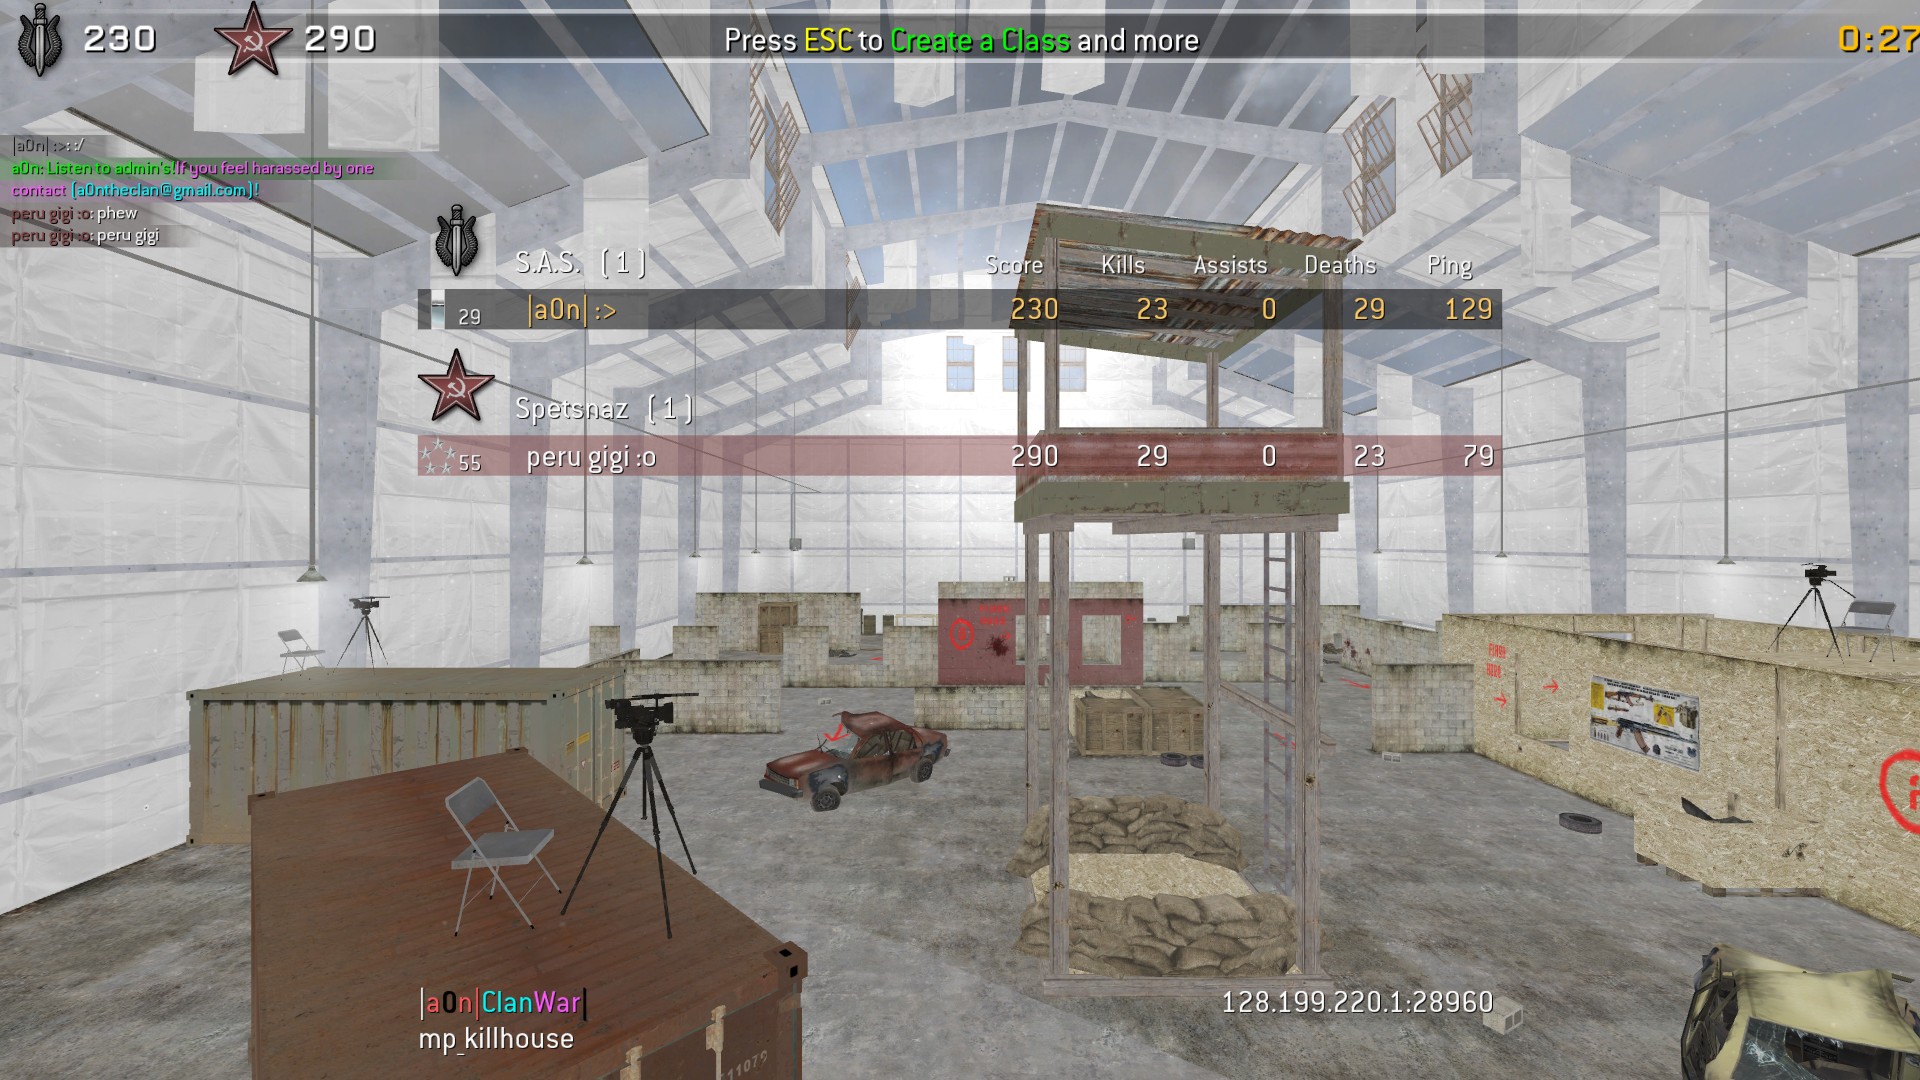 230 290 Press ESC to Create a Class and more 0:27
|a0n| :>: :/
a0n: Listen to admin's!If you feel harassed by one
contact [a0ntheclan@gmail.com]!
peru gigi :o: phew
peru gigi :o: peru gigi
S.A.S. ( 1 ) Score Kills Assists Deaths Ping
29 |a0n| :> 230 23 0 29 129
Spetsnaz ( 1 )
55 peru gigi :o 290 29 0 23 79
|a0n|ClanWar|
128.199.220.1:28960
mp_killhouse